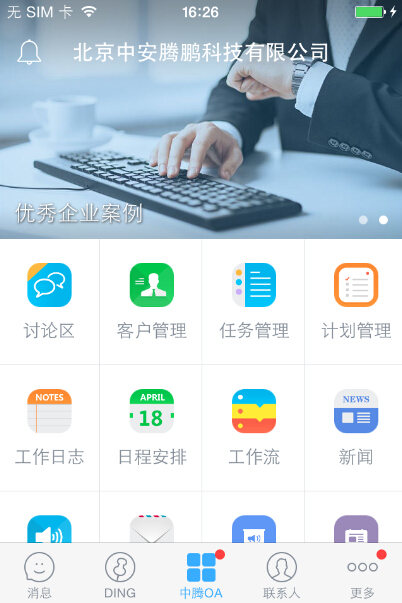 无 SIM 卡
16:26
北京中安腾鹏科技有限公司
优秀企业案例
讨论区
客户管理
任务管理
计划管理
NOTES
APRIL
18
NEWS
工作日志
日程安排
工作流
新闻
消息
DING
中腾OA
联系人
更多